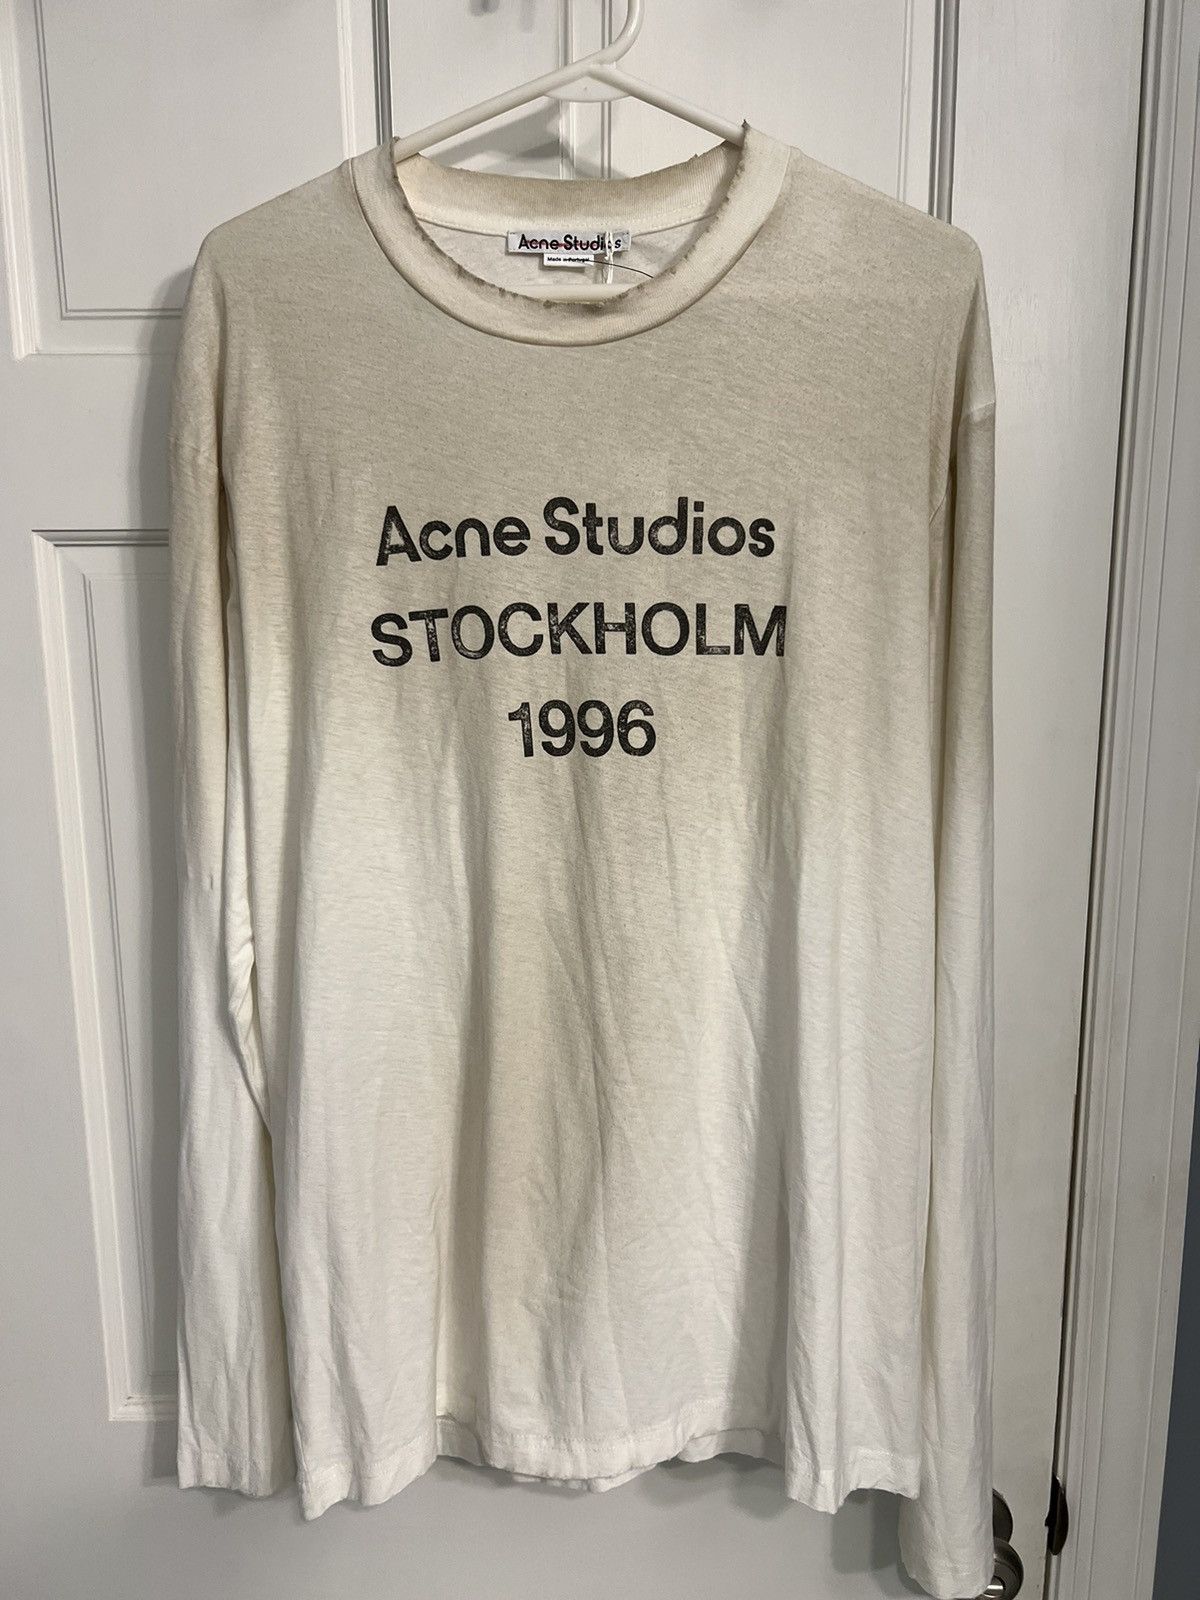 Acne Studios
Made in Portugal
Acne Studios
STOCKHOLM
1996